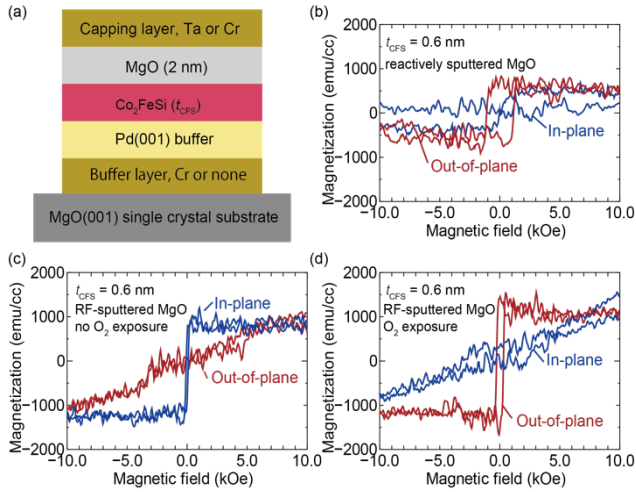 (a)
Capping layer, Ta or Cr
MgO (2 nm)
Co₂FeSi (tCFS)
Pd(001) buffer
Buffer layer, Cr or none
MgO(001) single crystal substrate
(b)
2000
1000
0
−1000
−2000
Magnetization (emu/cc)
tCFS = 0.6 nm
reactively sputtered MgO
In-plane
Out-of-plane
−10.0 −5.0 0.0 5.0 10.0
Magnetic field (kOe)
(c)
2000
1000
0
−1000
−2000
Magnetization (emu/cc)
tCFS = 0.6 nm
RF-sputtered MgO
no O₂ exposure
In-plane
Out-of-plane
−10.0 −5.0 0.0 5.0 10.0
Magnetic field (kOe)
(d)
2000
1000
0
−1000
−2000
Magnetization (emu/cc)
tCFS = 0.6 nm
RF-sputtered MgO
O₂ exposure
In-plane
Out-of-plane
−10.0 −5.0 0.0 5.0 10.0
Magnetic field (kOe)